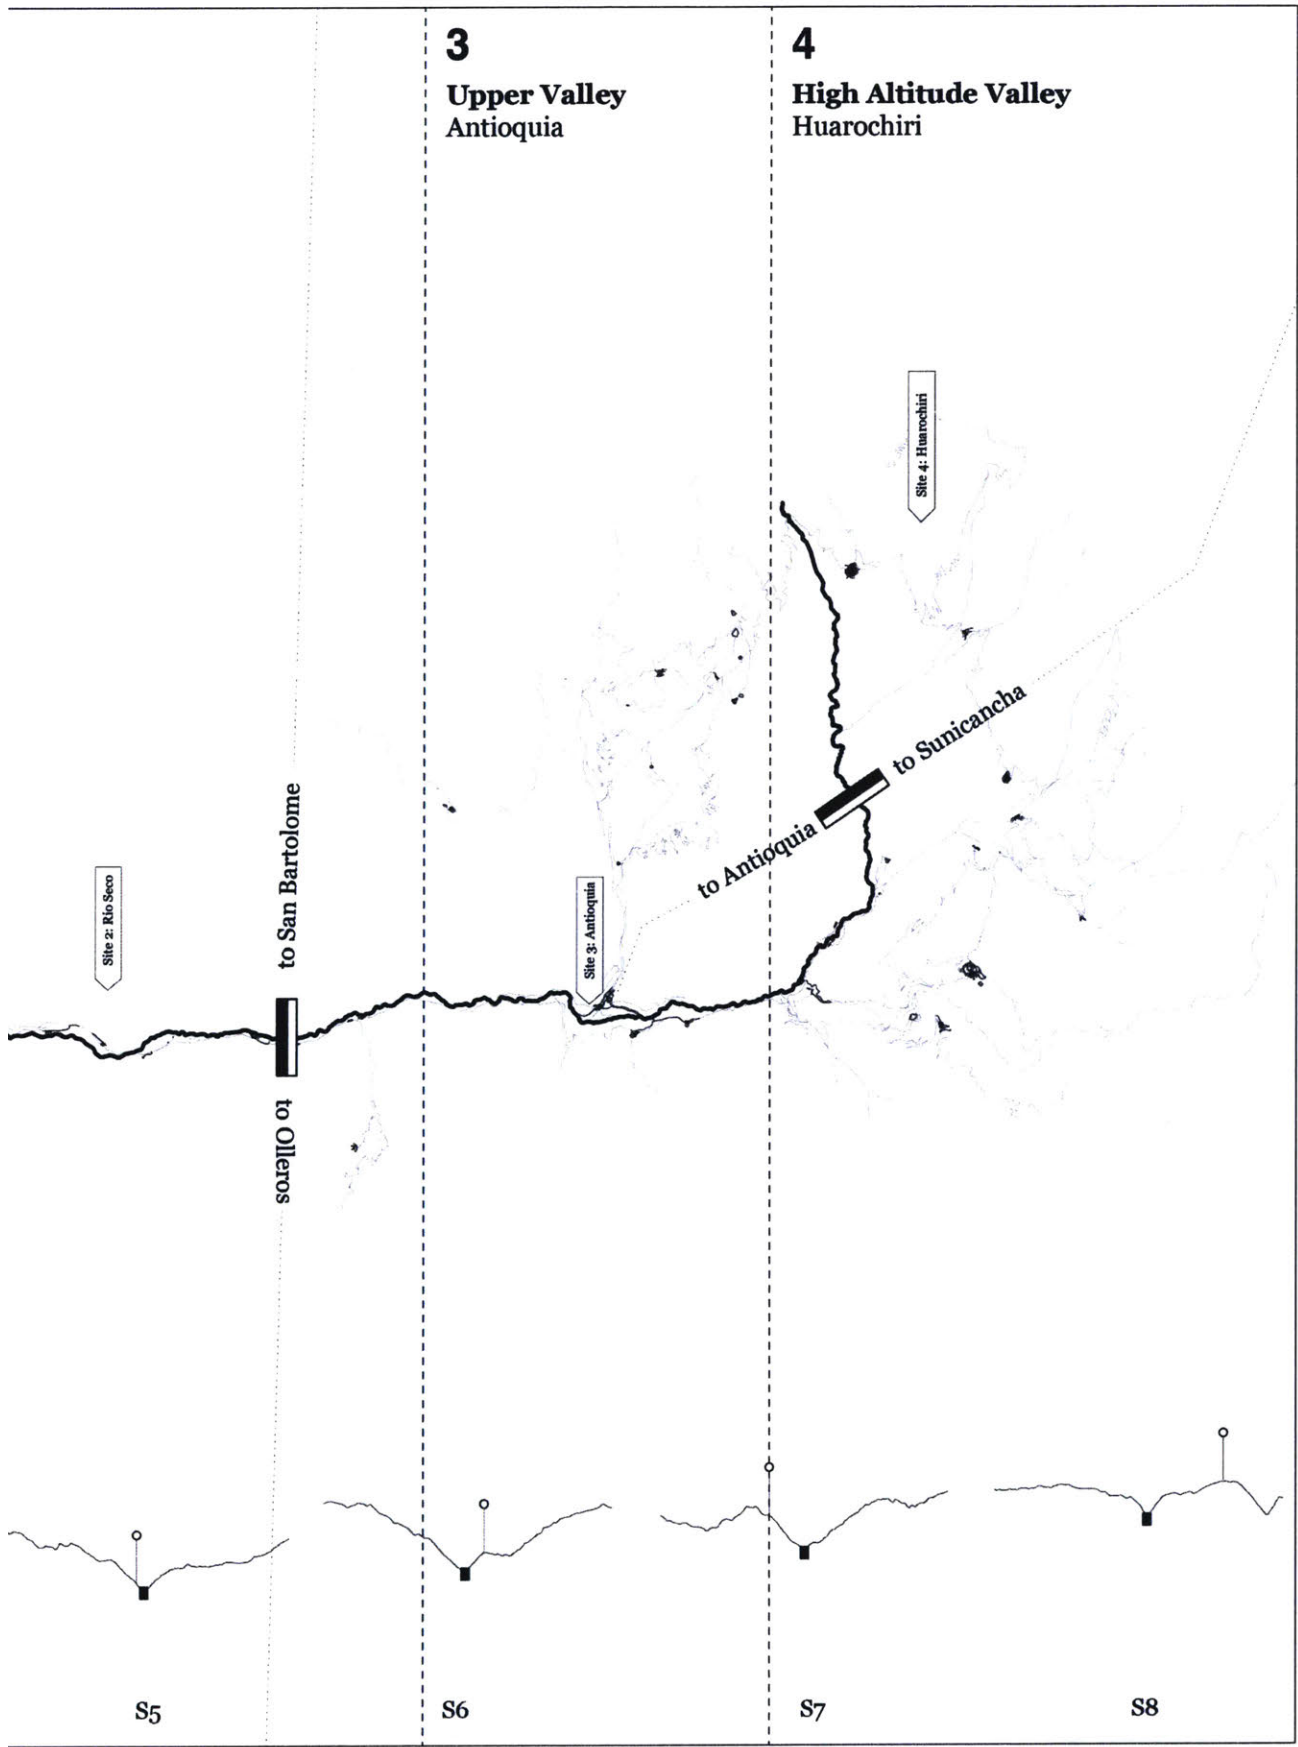 3
Upper Valley
Antioquia
4
High Altitude Valley
Huarochiri
Site 4: Huarochiri
to Sunicancha
to Antioquia
to San Bartolome
Site 2: Rio Seco
Site 3: Antioquia
to Olleros
S5
S6
S7
S8